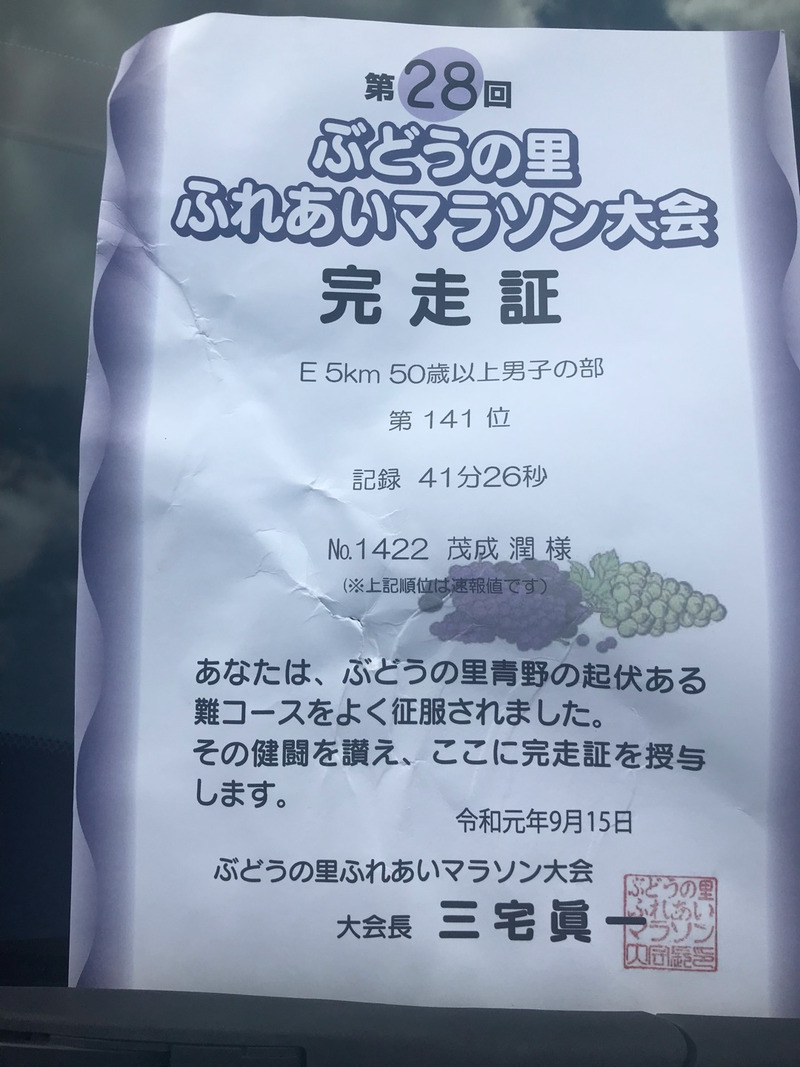 第28回
ぶどうの里
ふれあいマラソン大会
完走証
E 5km 50歳以上男子の部
第 141 位
記録 41分26秒
No.1422 茂成 潤 様
(※上記順位は速報値です)
あなたは、ぶどうの里青野の起伏ある
難コースをよく征服されました。
その健闘を讃え、ここに完走証を授与
します。
令和元年9月15日
ぶどうの里ふれあいマラソン大会
大会長 三宅眞一
ぶどうの里
ふれあい
マラソン